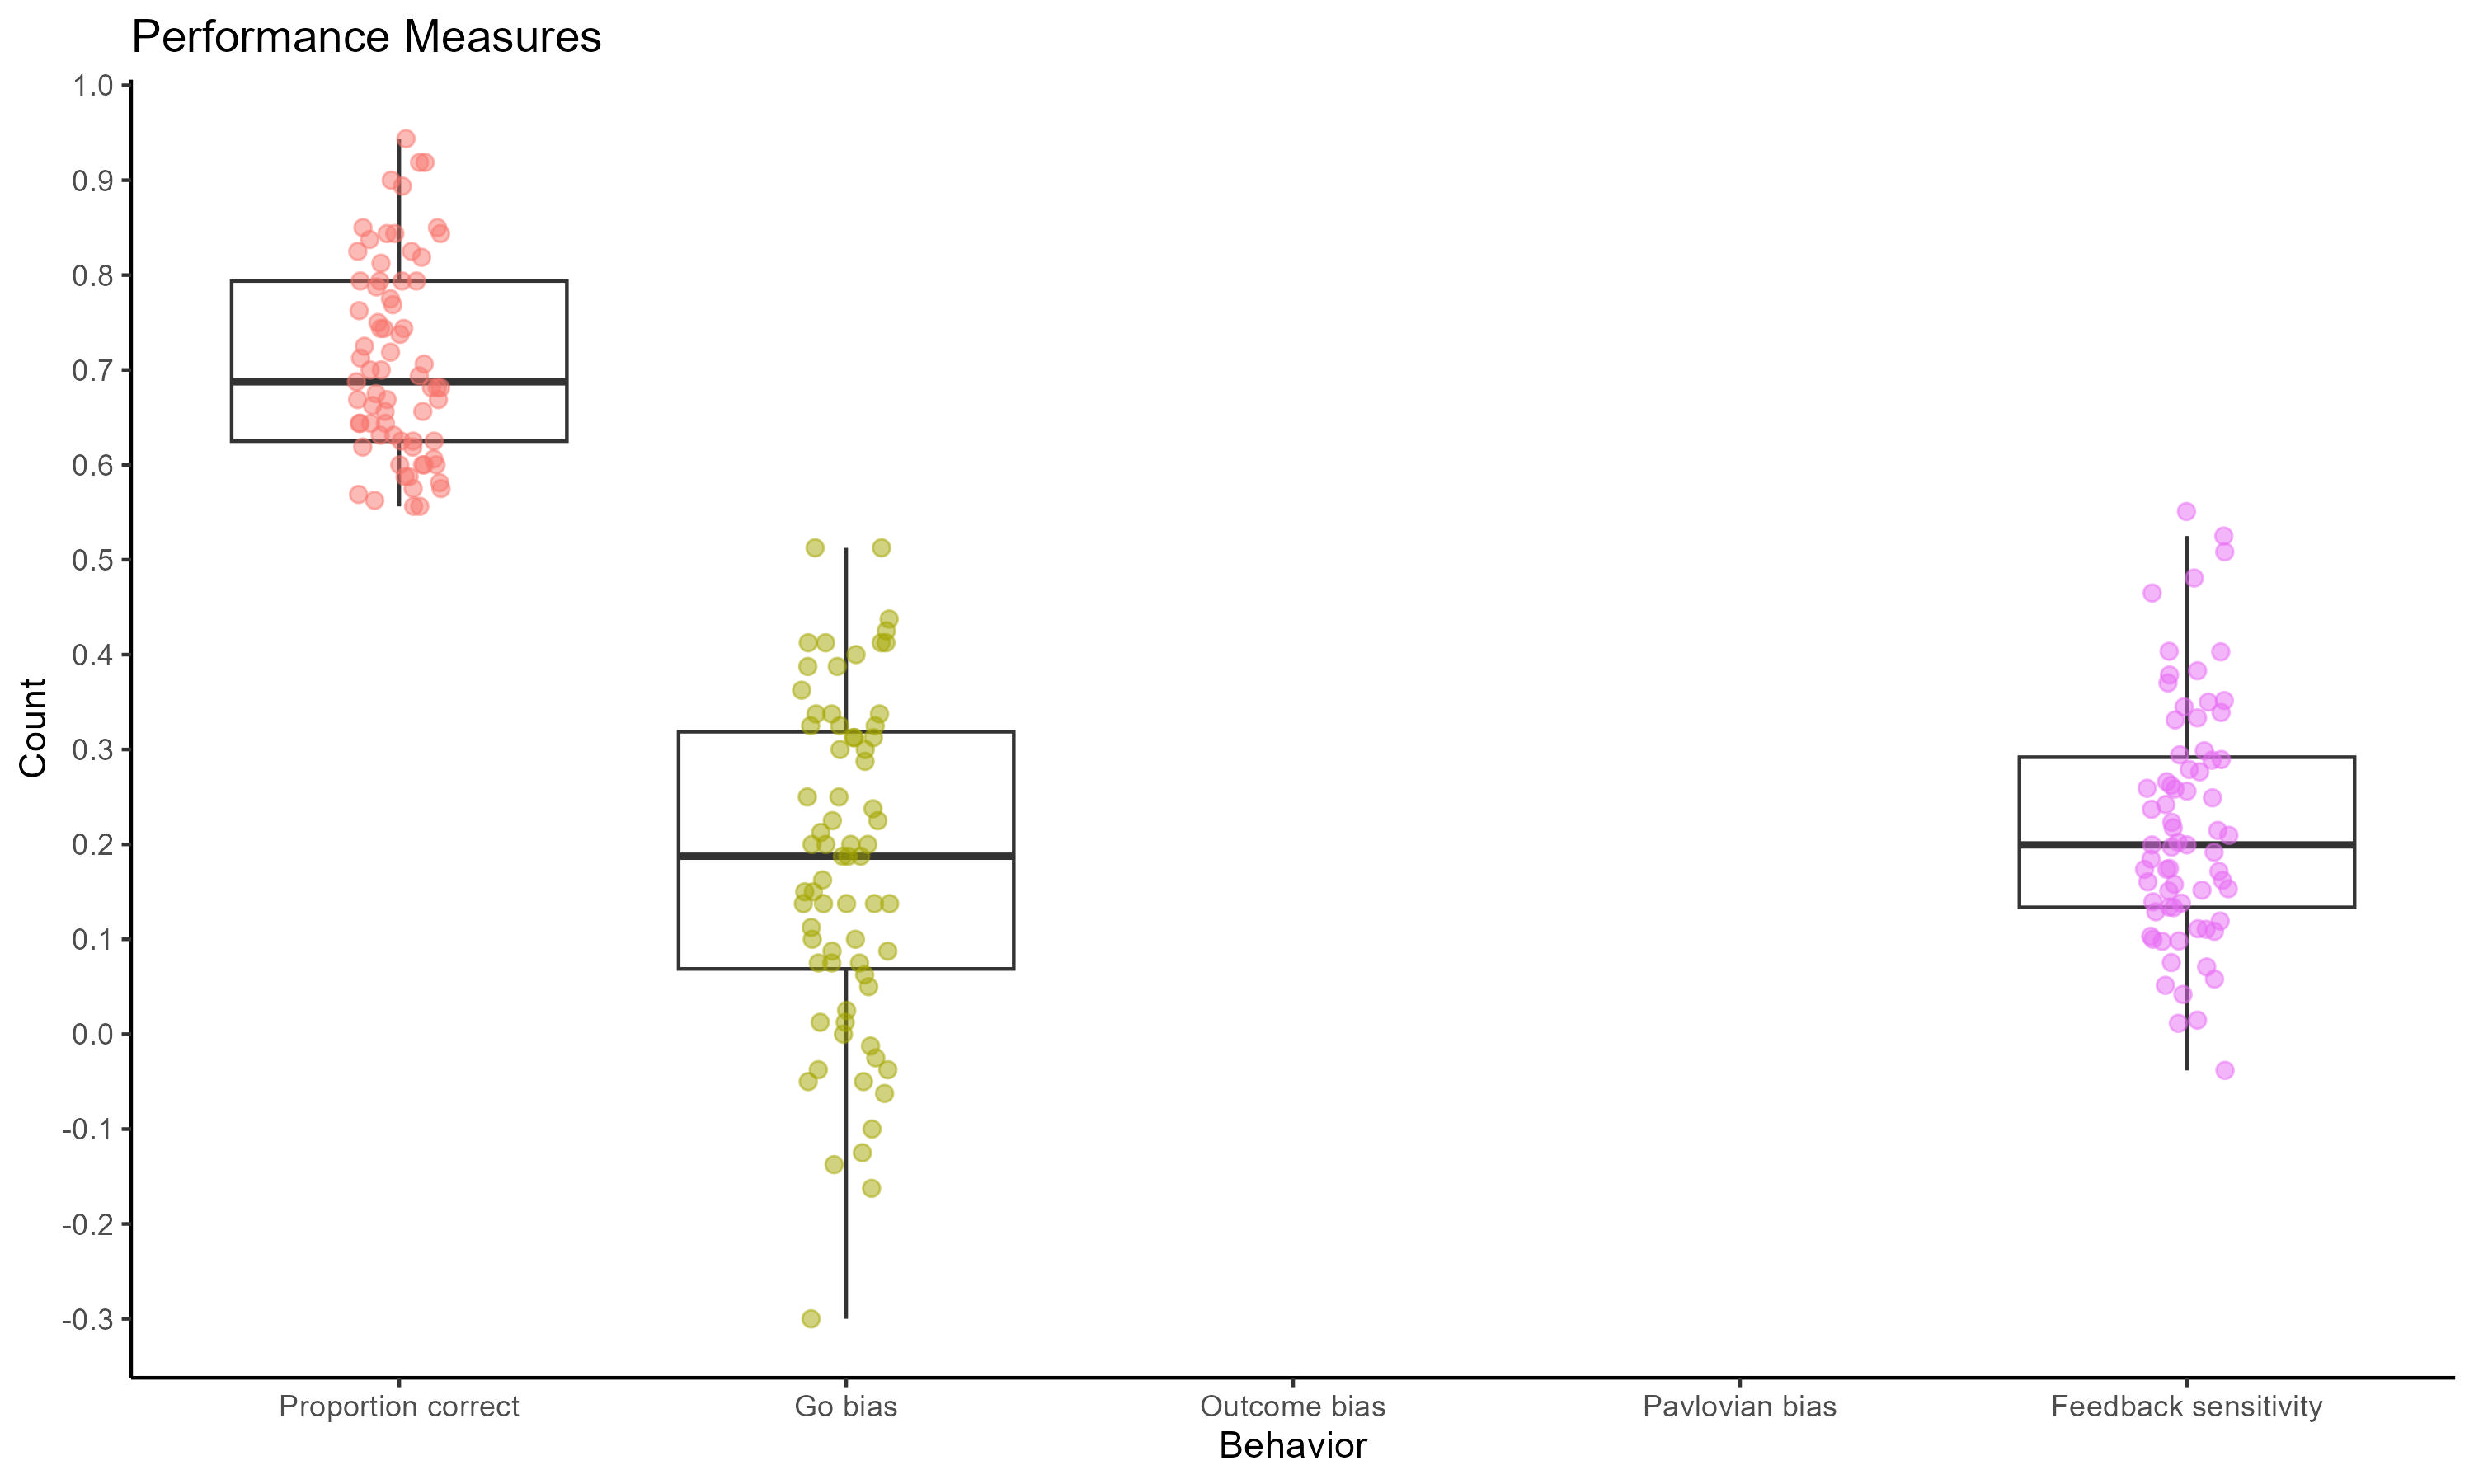 Performance Measures
1.0
0.9
0.8
0.7
0.6
0.5
0.4
0.3
0.2
0.1
0.0
-0.1
-0.2
-0.3
Count
Proportion correct
Go bias
Outcome bias
Pavlovian bias
Feedback sensitivity
Behavior